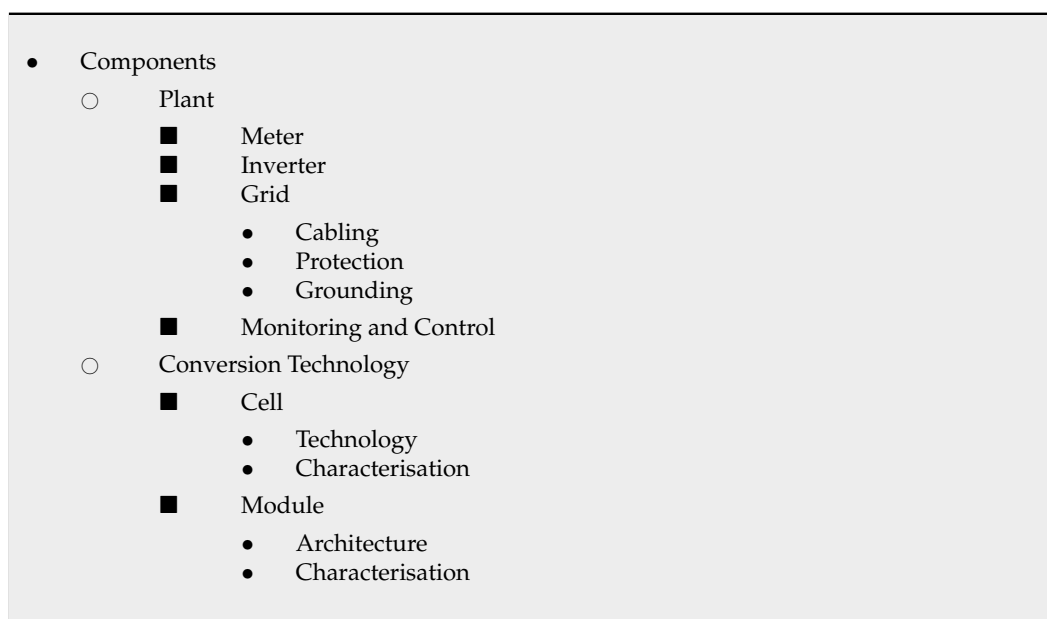 • Components
○ Plant
■ Meter
■ Inverter
■ Grid
• Cabling
• Protection
• Grounding
■ Monitoring and Control
○ Conversion Technology
■ Cell
• Technology
• Characterisation
■ Module
• Architecture
• Characterisation